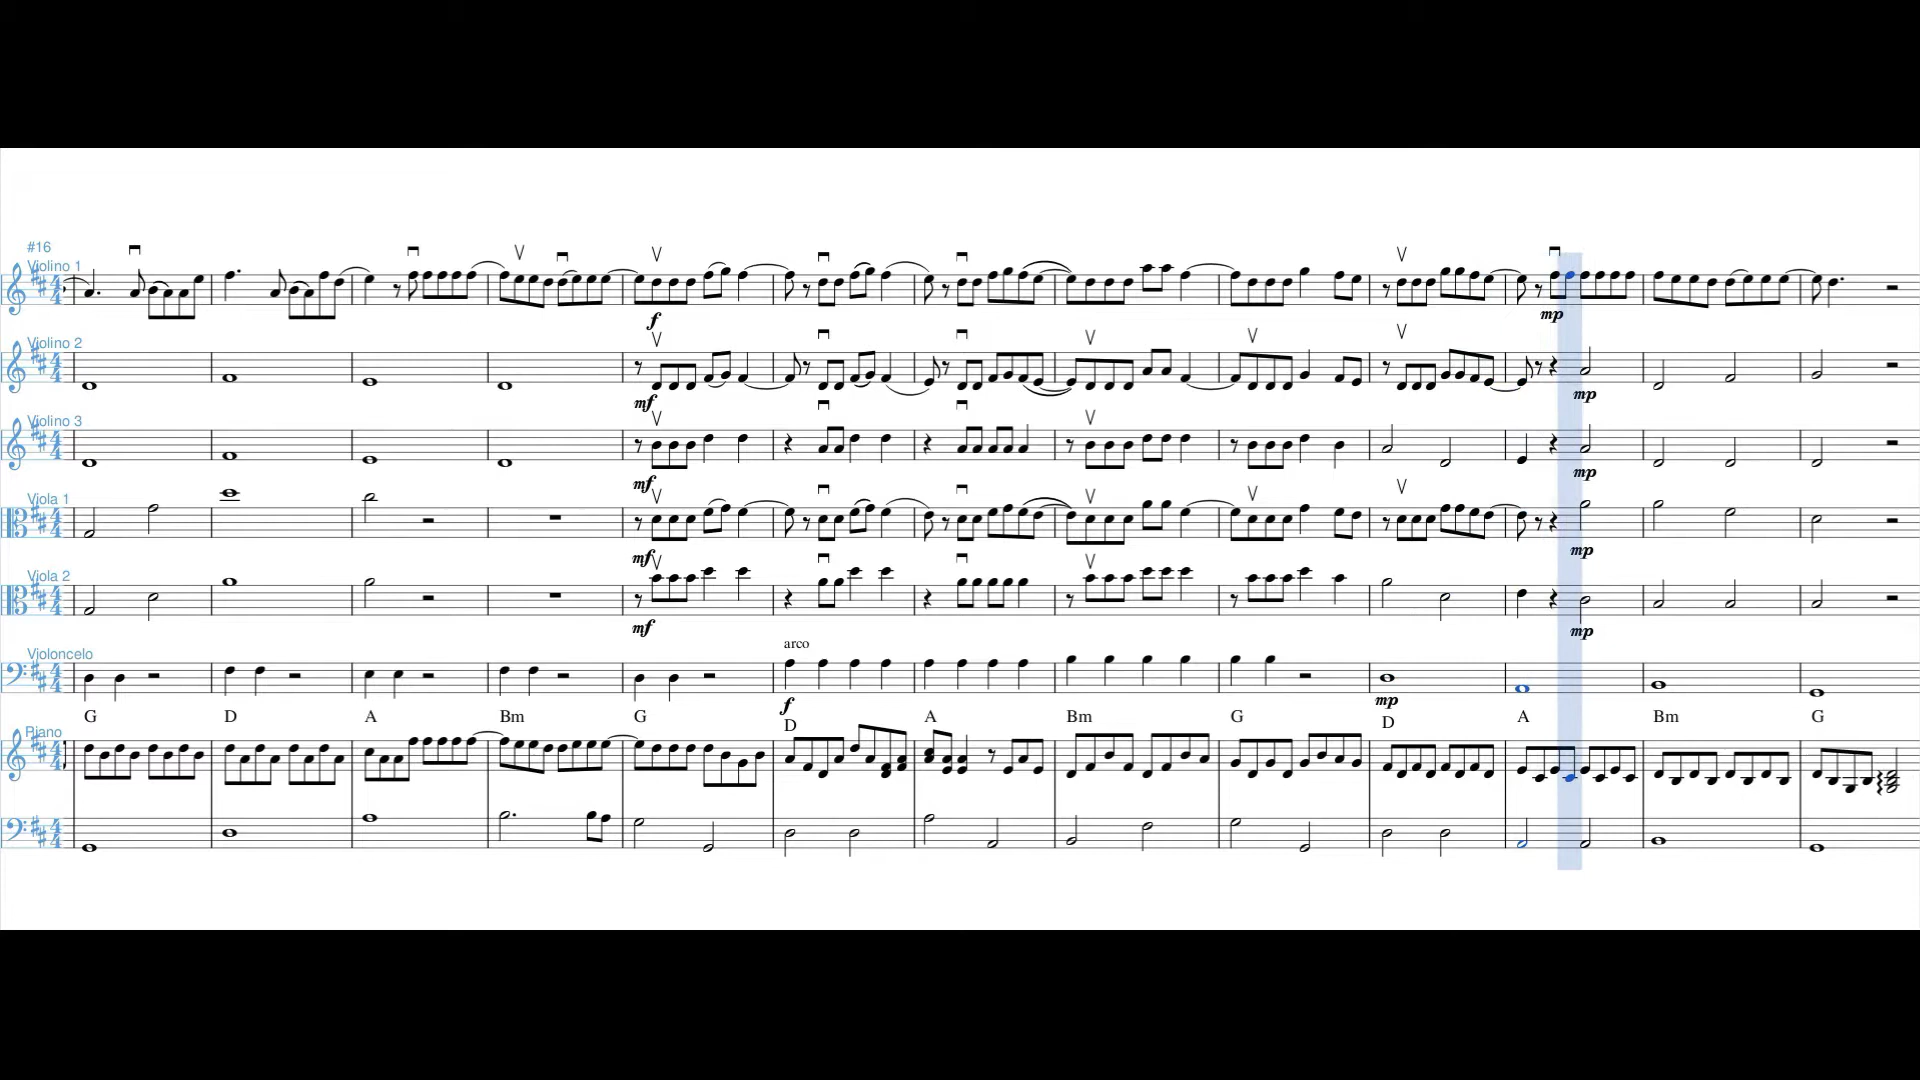 #16
Violino 1
f
mp
Violino 2
mf
mp
Violino 3
mf
mp
Viola 1
mf
mp
Viola 2
mf
mp
arco
Violoncelo
f
mp
G D A Bm G D A Bm G D A Bm G
Piano